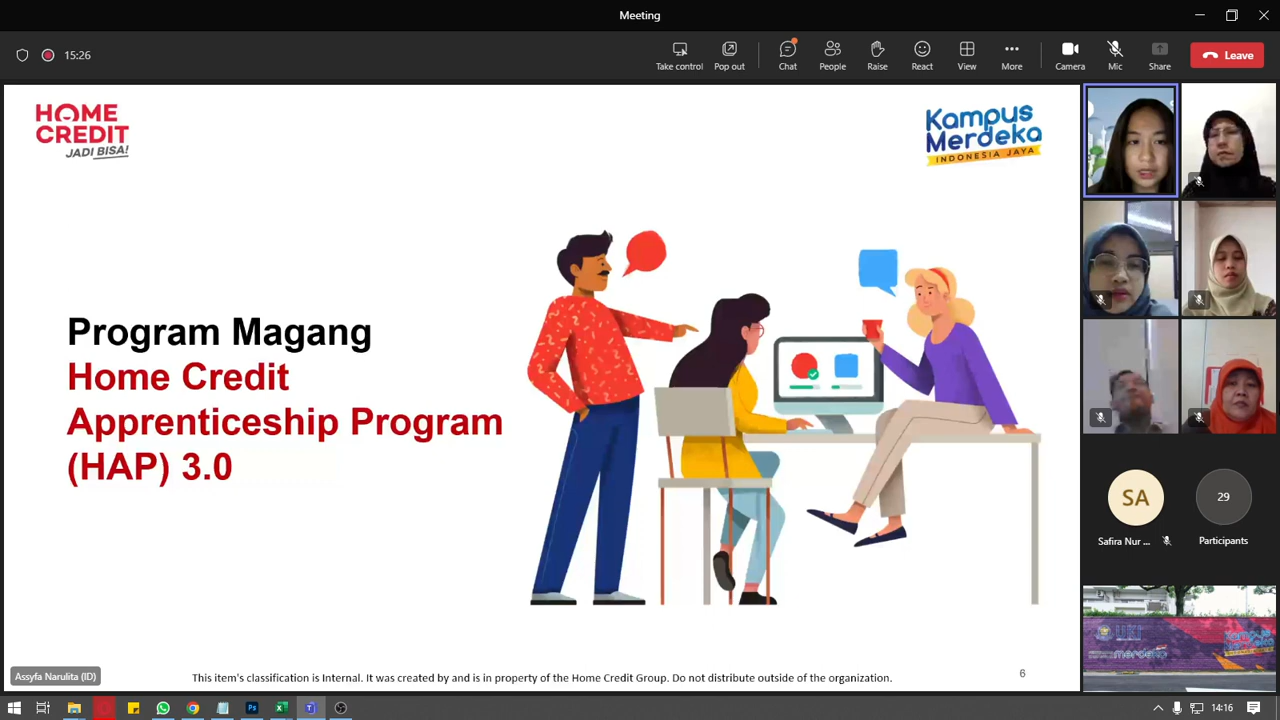 Meeting
15:26
Take control
Pop out
Chat
People
Raise
React
View
More
Camera
Mic
Share
Leave
HOME
CREDIT
JADI BISA!
Kampus
Merdeka
INDONESIA JAYA
Program Magang
Home Credit
Apprenticeship Program
(HAP) 3.0
SA
29
Safira Nur ...
Participants
Kampus
merdeka
Assyfa Narulita (ID)
This item's classification is Internal. It was created by and is in property of the Home Credit Group. Do not distribute outside of the organization.
6
14:16